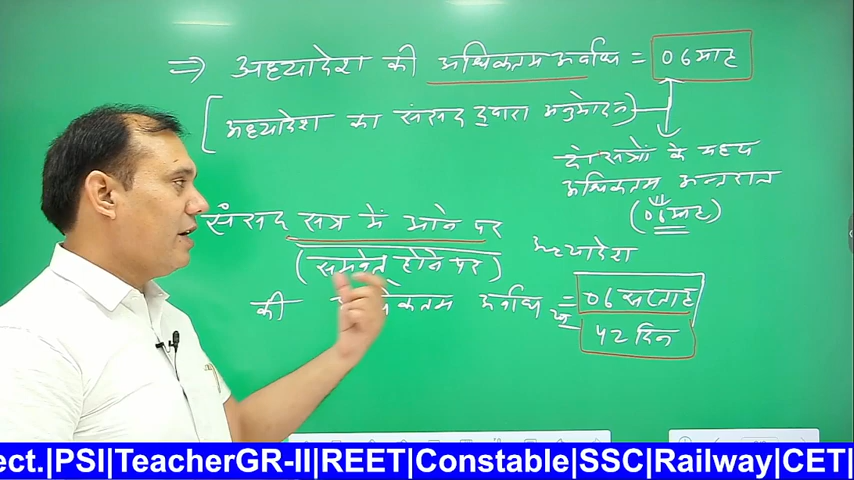 ⇒ अध्यादेश की अधिकतम अवधि = 06 माह
[अध्यादेश का संसद द्वारा अनुमोदन)
दो सत्रों के मध्य
अधिकतम अन्तराल
(06 माह)
संसद सत्र में आने पर
(समवेत होने पर)
अध्यादेश
की अधिकतम अवधि = 06 सप्ताह
42 दिन
ect.|PSI|TeacherGR-II|REET|Constable|SSC|Railway|CET|